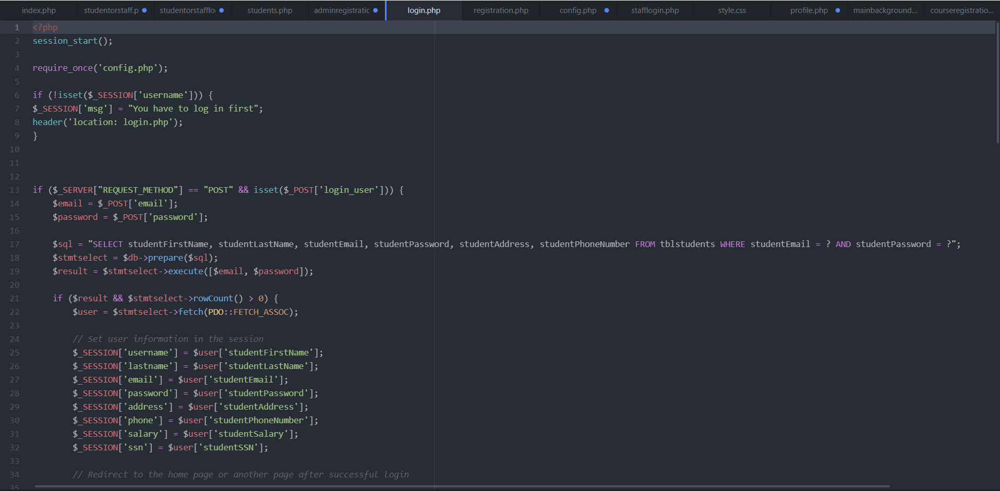 index.php studentorstaff.p studentorstafflo students.php adminregistratic login.php registration.php config.php stafflogin.php style.css profile.php mainbackground... courseregistratio...
1 <?php
2 session_start();
3
4 require_once('config.php');
5
6 if (!isset($_SESSION['username'])) {
7 $_SESSION['msg'] = "You have to log in first";
8 header('location: login.php');
9 }
10
11
12
13 if ($_SERVER["REQUEST_METHOD"] == "POST" && isset($_POST['login_user'])) {
14 $email = $_POST['email'];
15 $password = $_POST['password'];
16
17 $sql = "SELECT studentFirstName, studentLastName, studentEmail, studentPassword, studentAddress, studentPhoneNumber FROM tblstudents WHERE studentEmail = ? AND studentPassword = ?";
18 $stmtselect = $db->prepare($sql);
19 $result = $stmtselect->execute([$email, $password]);
20
21 if ($result && $stmtselect->rowCount() > 0) {
22 $user = $stmtselect->fetch(PDO::FETCH_ASSOC);
23
24 // Set user information in the session
25 $_SESSION['username'] = $user['studentFirstName'];
26 $_SESSION['lastname'] = $user['studentLastName'];
27 $_SESSION['email'] = $user['studentEmail'];
28 $_SESSION['password'] = $user['studentPassword'];
29 $_SESSION['address'] = $user['studentAddress'];
30 $_SESSION['phone'] = $user['studentPhoneNumber'];
31 $_SESSION['salary'] = $user['studentSalary'];
32 $_SESSION['ssn'] = $user['studentSSN'];
33
34 // Redirect to the home page or another page after successful login
35